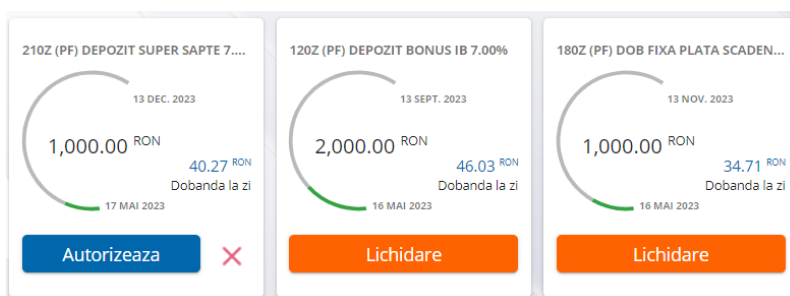 210Z (PF) DEPOZIT SUPER SAPTE 7....
13 DEC. 2023
1,000.00 RON
40.27 RON
Dobanda la zi
17 MAI 2023
Autorizeaza
120Z (PF) DEPOZIT BONUS IB 7.00%
13 SEPT. 2023
2,000.00 RON
46.03 RON
Dobanda la zi
16 MAI 2023
Lichidare
180Z (PF) DOB FIXA PLATA SCADEN...
13 NOV. 2023
1,000.00 RON
34.71 RON
Dobanda la zi
16 MAI 2023
Lichidare